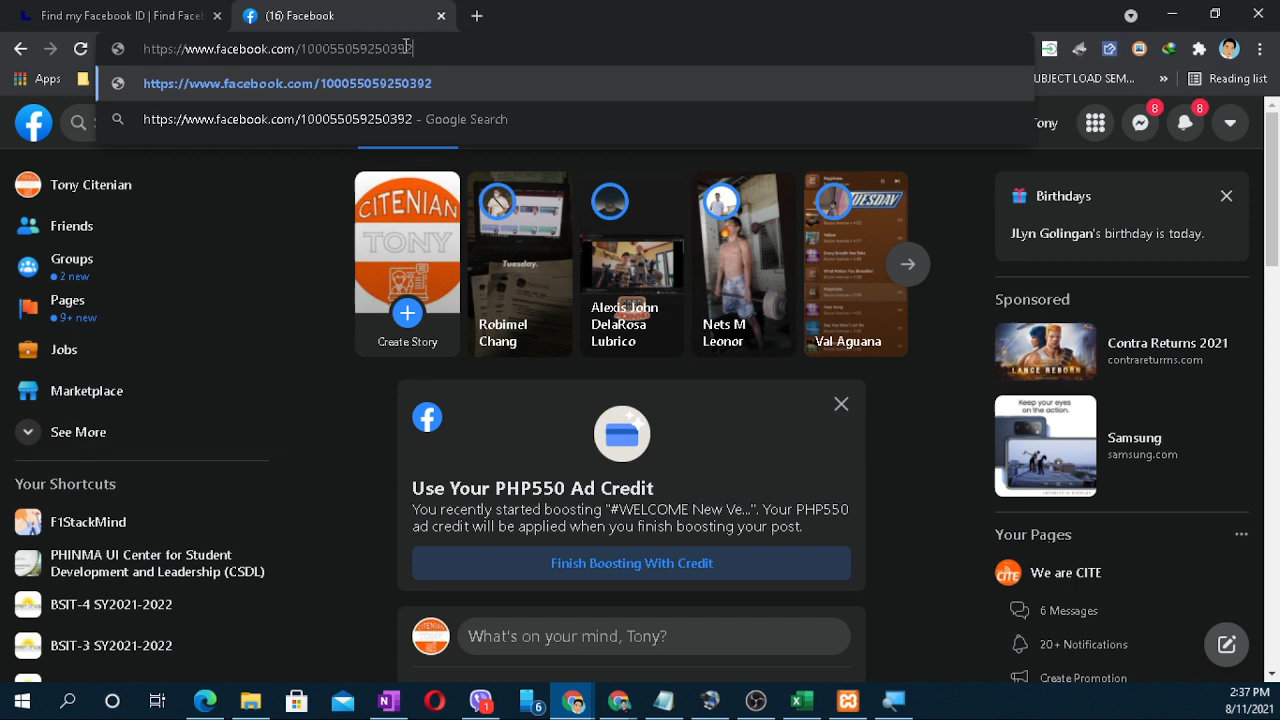 Find my Facebook ID | Find Faceb
(16) Facebook
https://www.facebook.com/100055059250392
Apps
UBJECT LOAD SEM...
»
Reading list
https://www.facebook.com/100055059250392
https://www.facebook.com/100055059250392 - Google Search
Tony
8
8
Tony Citenian
Friends
Groups
2 new
Pages
9+ new
Jobs
Marketplace
See More
Your Shortcuts
F1StackMind
PHINMA UI Center for Student
Development and Leadership (CSDL)
BSIT-4 SY2021-2022
BSIT-3 SY2021-2022
CITENIAN
TONY
Create Story
Tuesday.
Robimel
Chang
Alexis John
DelaRosa
Lubrico
Nets M
Leonor
TUESDAY
Val Aguana
Use Your PHP550 Ad Credit
You recently started boosting "#WELCOME New Ve...". Your PHP550
ad credit will be applied when you finish boosting your post.
Finish Boosting With Credit
What's on your mind, Tony?
Birthdays
JLyn Golingan's birthday is today.
Sponsored
LANCE REBORN
Contra Returns 2021
contrareturns.com
Keep your eyes
on the action.
Samsung
samsung.com
Your Pages
CITE
We are CITE
6 Messages
20+ Notifications
Create Promotion
1
6
2:37 PM
8/11/2021